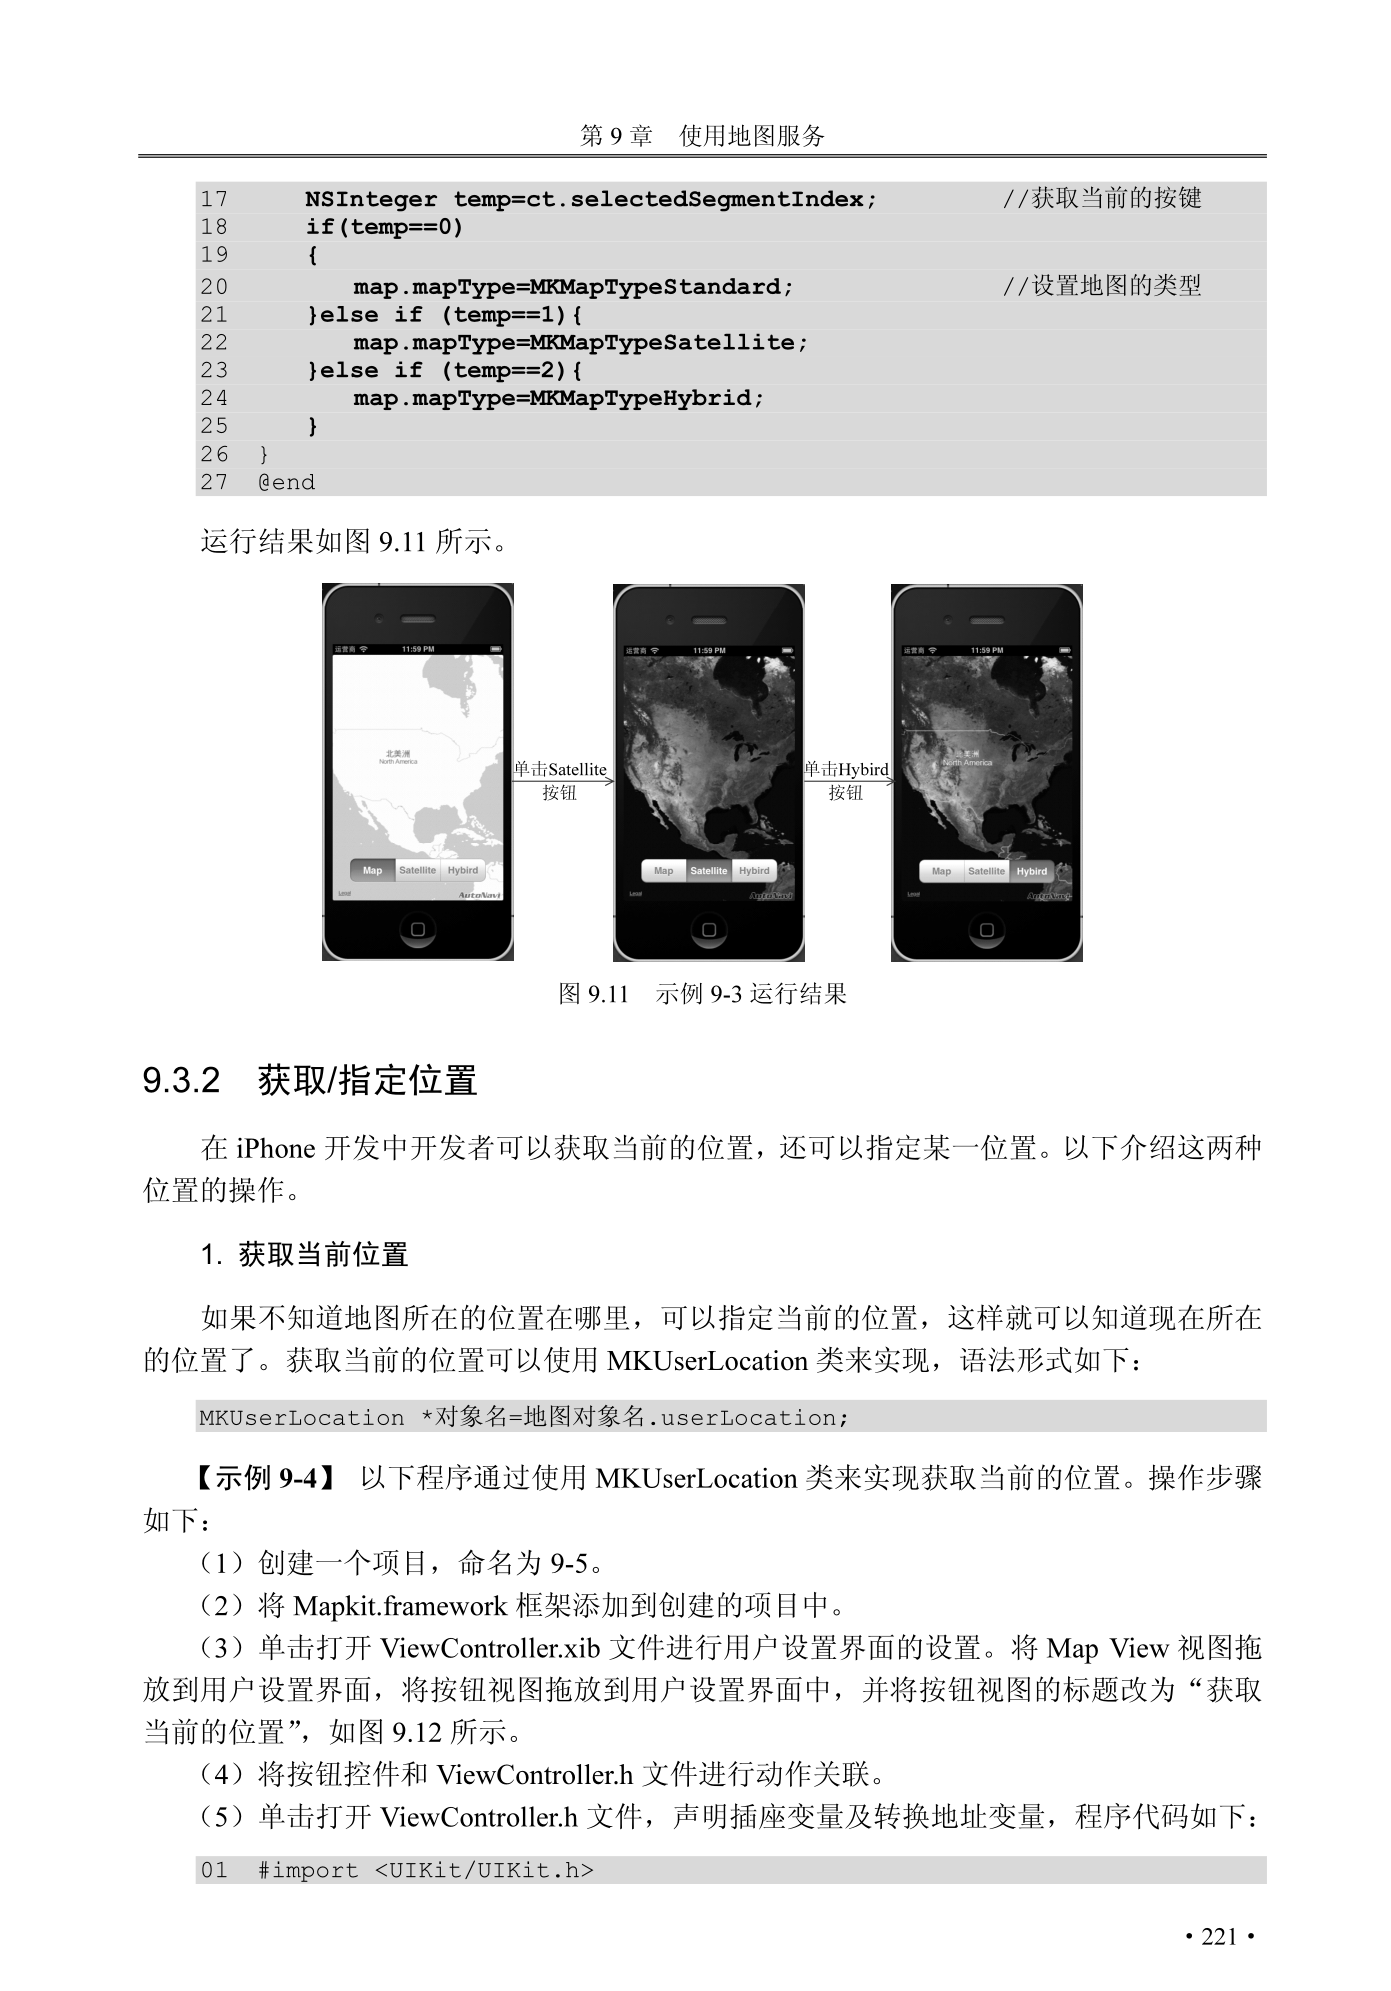 第 9 章 使用地图服务
17 NSInteger temp=ct.selectedSegmentIndex; //获取当前的按键
18 if(temp==0)
19 {
20 map.mapType=MKMapTypeStandard; //设置地图的类型
21 }else if (temp==1){
22 map.mapType=MKMapTypeSatellite;
23 }else if (temp==2){
24 map.mapType=MKMapTypeHybrid;
25 }
26 }
27 @end
运行结果如图 9.11 所示。
运营商 11:59 PM
北美洲
North America
Map Satellite Hybird
Legal AutoNavi
单击Satellite
按钮
运营商 11:59 PM
Map Satellite Hybird
Legal AutoNavi
单击Hybird
按钮
运营商 11:59 PM
北美洲
North America
Map Satellite Hybird
Legal AutoNavi
图 9.11 示例 9-3 运行结果
9.3.2 获取/指定位置
在 iPhone 开发中开发者可以获取当前的位置，还可以指定某一位置。以下介绍这两种
位置的操作。
1. 获取当前位置
如果不知道地图所在的位置在哪里，可以指定当前的位置，这样就可以知道现在所在
的位置了。获取当前的位置可以使用 MKUserLocation 类来实现，语法形式如下：
MKUserLocation *对象名=地图对象名.userLocation;
【示例 9-4】 以下程序通过使用 MKUserLocation 类来实现获取当前的位置。操作步骤
如下：
（1）创建一个项目，命名为 9-5。
（2）将 Mapkit.framework 框架添加到创建的项目中。
（3）单击打开 ViewController.xib 文件进行用户设置界面的设置。将 Map View 视图拖
放到用户设置界面，将按钮视图拖放到用户设置界面中，并将按钮视图的标题改为“获取
当前的位置”，如图 9.12 所示。
（4）将按钮控件和 ViewController.h 文件进行动作关联。
（5）单击打开 ViewController.h 文件，声明插座变量及转换地址变量，程序代码如下：
01 #import <UIKit/UIKit.h>
• 221 •